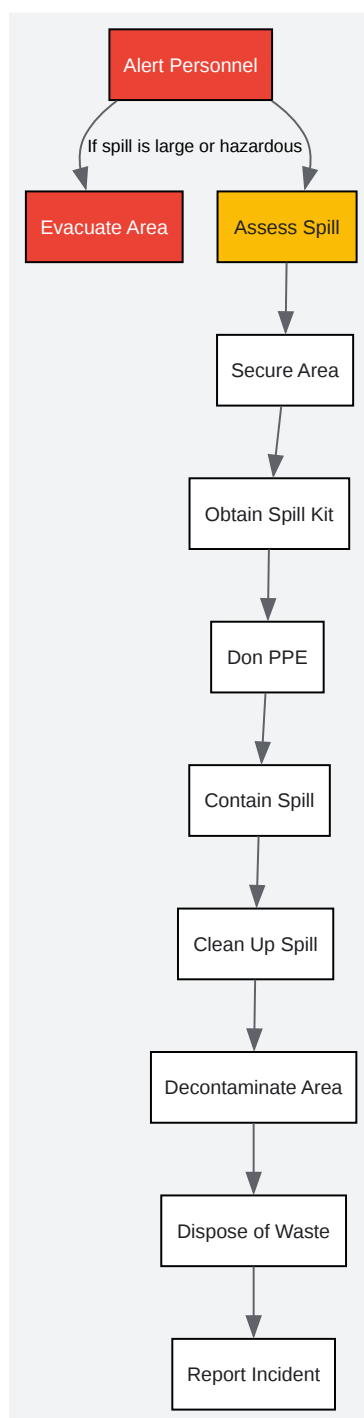 Alert Personnel
If spill is large or hazardous
Evacuate Area
Assess Spill
Secure Area
Obtain Spill Kit
Don PPE
Contain Spill
Clean Up Spill
Decontaminate Area
Dispose of Waste
Report Incident